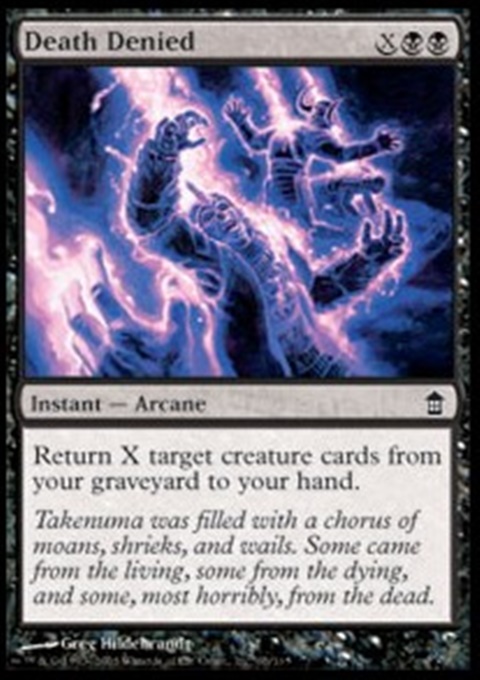 Death Denied X
Instant — Arcane
Return X target creature cards from
your graveyard to your hand.
Takenuma was filled with a chorus of
moans, shrieks, and wails. Some came
from the living, some from the dying,
and some, most horribly, from the dead.
Greg Hildebrandt